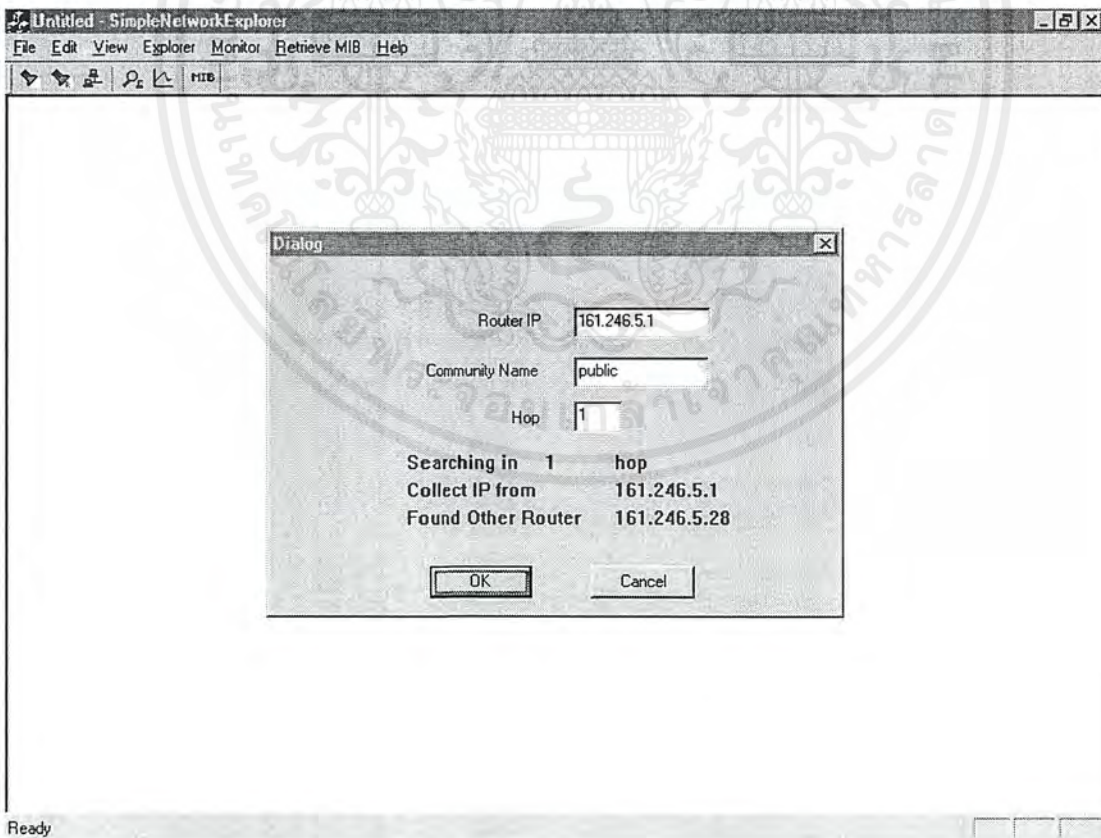 Untitled - SimpleNetworkExplorer
File Edit View Explorer Monitor Retrieve MIB Help
MIB
Dialog
Router IP 161.246.5.1
Community Name public
Hop 1
Searching in 1 hop
Collect IP from 161.246.5.1
Found Other Router 161.246.5.28
OK Cancel
Ready